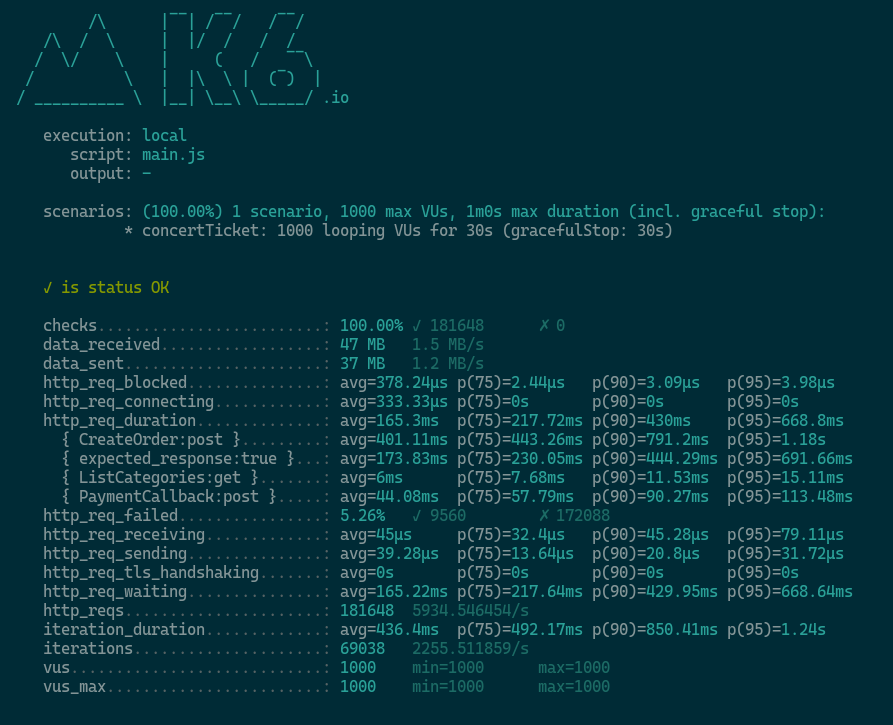 /\      |‾‾| /‾‾/   /‾‾/
     /\  /  \     |  |/  /   /  /
    /  \/    \    |     (   /   ‾‾\
   /          \   |  |\  \ |  (‾)  |
  / __________ \  |__| \__\ \_____/ .io
execution: local
script: main.js
output: -
scenarios: (100.00%) 1 scenario, 1000 max VUs, 1m0s max duration (incl. graceful stop):
* concertTicket: 1000 looping VUs for 30s (gracefulStop: 30s)
✓ is status OK
checks.........................: 100.00% ✓ 181648 ✗ 0
data_received..................: 47 MB 1.5 MB/s
data_sent......................: 37 MB 1.2 MB/s
http_req_blocked...............: avg=378.24µs p(75)=2.44µs p(90)=3.09µs p(95)=3.98µs
http_req_connecting............: avg=333.33µs p(75)=0s p(90)=0s p(95)=0s
http_req_duration..............: avg=165.3ms p(75)=217.72ms p(90)=430ms p(95)=668.8ms
{ CreateOrder:post }.........: avg=401.11ms p(75)=443.26ms p(90)=791.2ms p(95)=1.18s
{ expected_response:true }...: avg=173.83ms p(75)=230.05ms p(90)=444.29ms p(95)=691.66ms
{ ListCategories:get }.......: avg=6ms p(75)=7.68ms p(90)=11.53ms p(95)=15.11ms
{ PaymentCallback:post }.....: avg=44.08ms p(75)=57.79ms p(90)=90.27ms p(95)=113.48ms
http_req_failed................: 5.26% ✓ 9560 ✗ 172088
http_req_receiving.............: avg=45µs p(75)=32.4µs p(90)=45.28µs p(95)=79.11µs
http_req_sending...............: avg=39.28µs p(75)=13.64µs p(90)=20.8µs p(95)=31.72µs
http_req_tls_handshaking.......: avg=0s p(75)=0s p(90)=0s p(95)=0s
http_req_waiting...............: avg=165.22ms p(75)=217.64ms p(90)=429.95ms p(95)=668.64ms
http_reqs......................: 181648 5934.546454/s
iteration_duration.............: avg=436.4ms p(75)=492.17ms p(90)=850.41ms p(95)=1.24s
iterations.....................: 69038 2255.511859/s
vus............................: 1000 min=1000 max=1000
vus_max........................: 1000 min=1000 max=1000